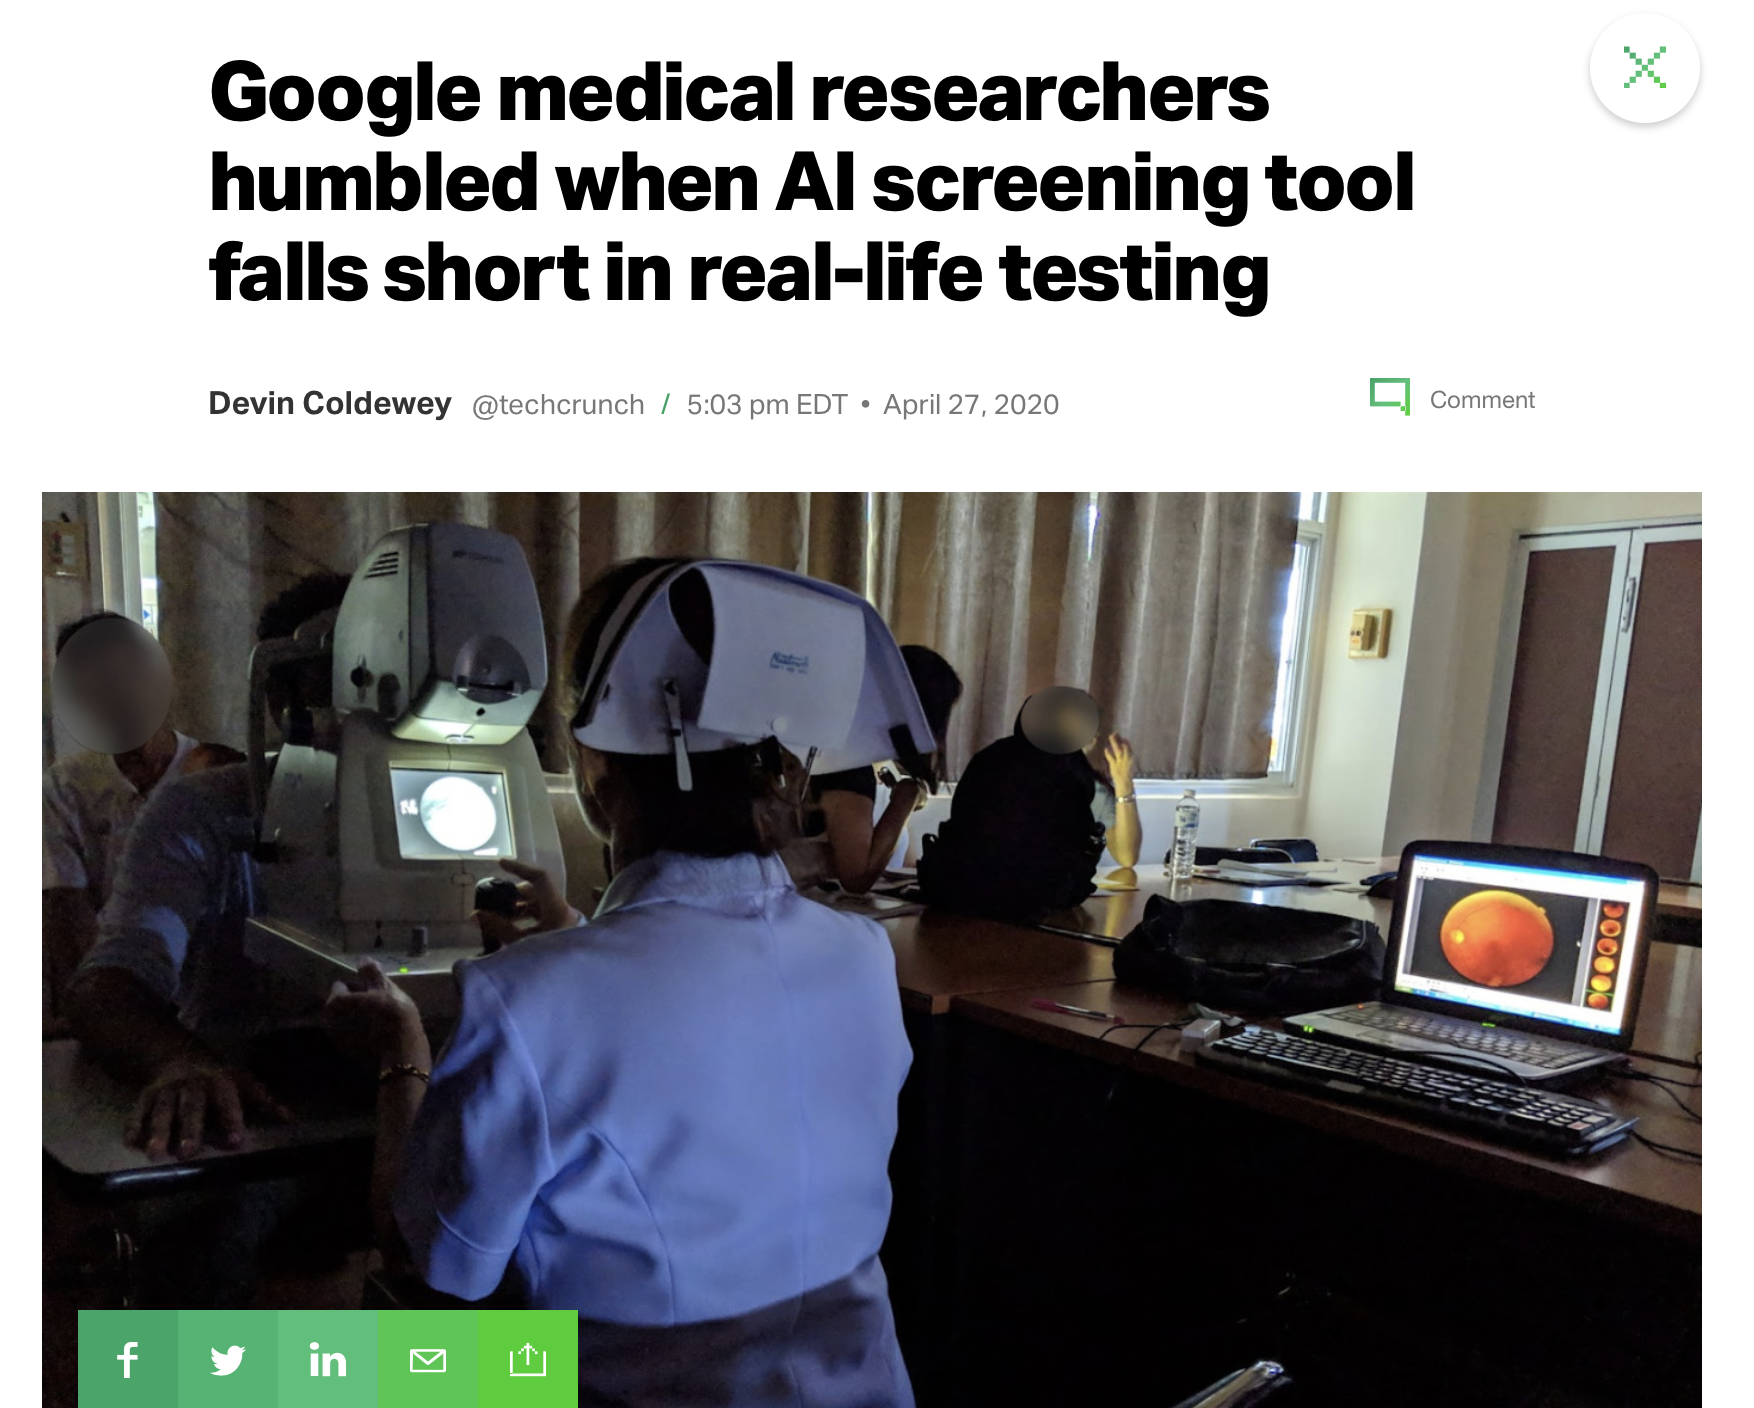 Google medical researchers
humbled when AI screening tool
falls short in real-life testing
Devin Coldewey @techcrunch / 5:03 pm EDT • April 27, 2020
Comment